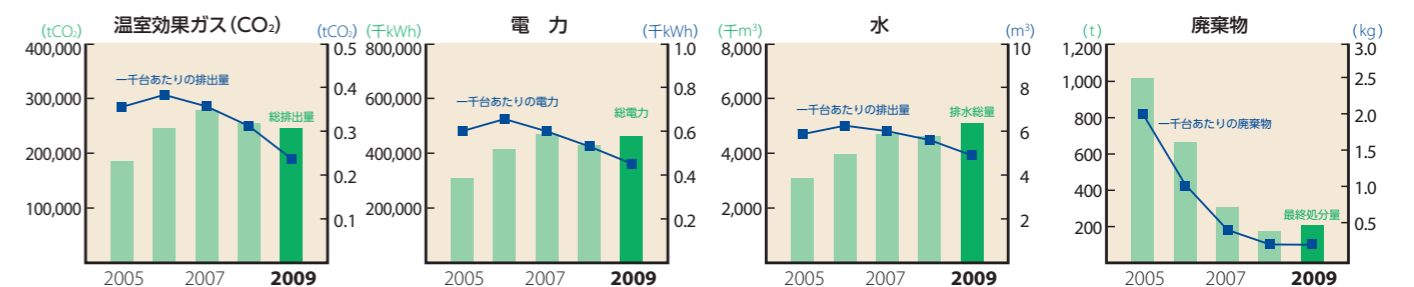 温室効果ガス(CO₂)
(tCO₂)
(tCO₂)
400,000
300,000
200,000
100,000
0.5
0.4
0.3
0.2
0.1
一千台あたりの排出量
総排出量
2005
2007
2009
電 力
(千kWh)
(千kWh)
800,000
600,000
400,000
200,000
1.0
0.8
0.6
0.4
0.2
一千台あたりの電力
総電力
2005
2007
2009
水
(千m³)
(m³)
8,000
6,000
4,000
2,000
10
8
6
4
2
一千台あたりの排出量
排水総量
2005
2007
2009
廃棄物
(t)
(kg)
1,200
1,000
800
600
400
200
3.0
2.5
2.0
1.5
1.0
0.5
一千台あたりの廃棄物
最終処分量
2005
2007
2009